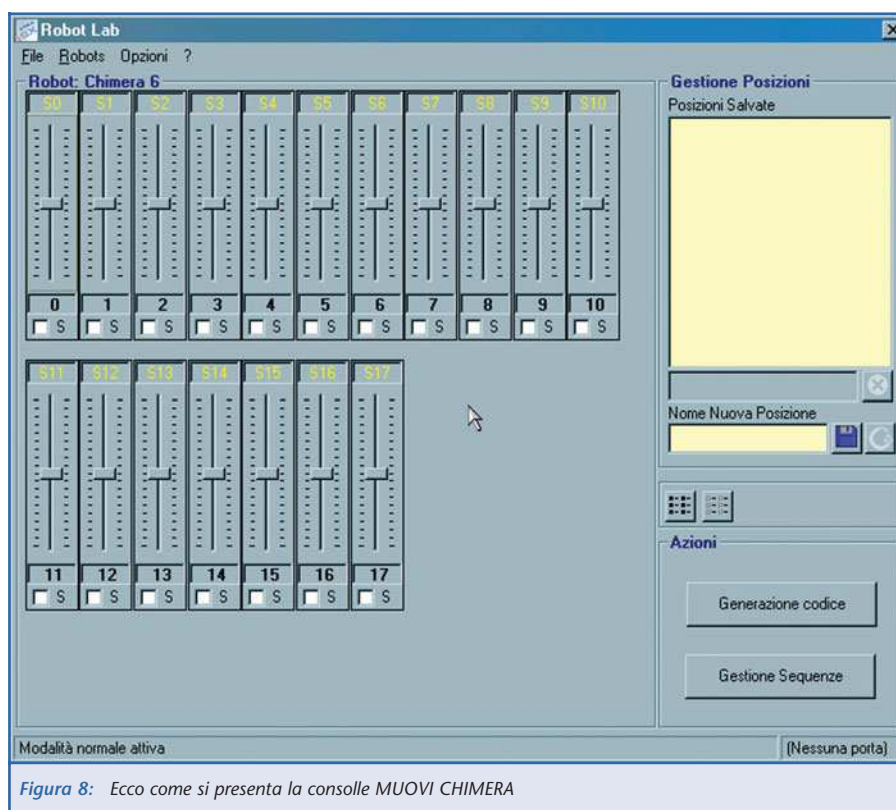 Robot Lab
File Robots Opzioni ?
Robot: Chimera 6
S0 S1 S2 S3 S4 S5 S6 S7 S8 S9 S10
0 1 2 3 4 5 6 7 8 9 10
S S S S S S S S S S S
S11 S12 S13 S14 S15 S16 S17
11 12 13 14 15 16 17
S S S S S S S
Gestione Posizioni
Posizioni Salvate
Nome Nuova Posizione
Azioni
Generazione codice
Gestione Sequenze
Modalità normale attiva
(Nessuna porta)
Figura 8: Ecco come si presenta la consolle MUOVI CHIMERA